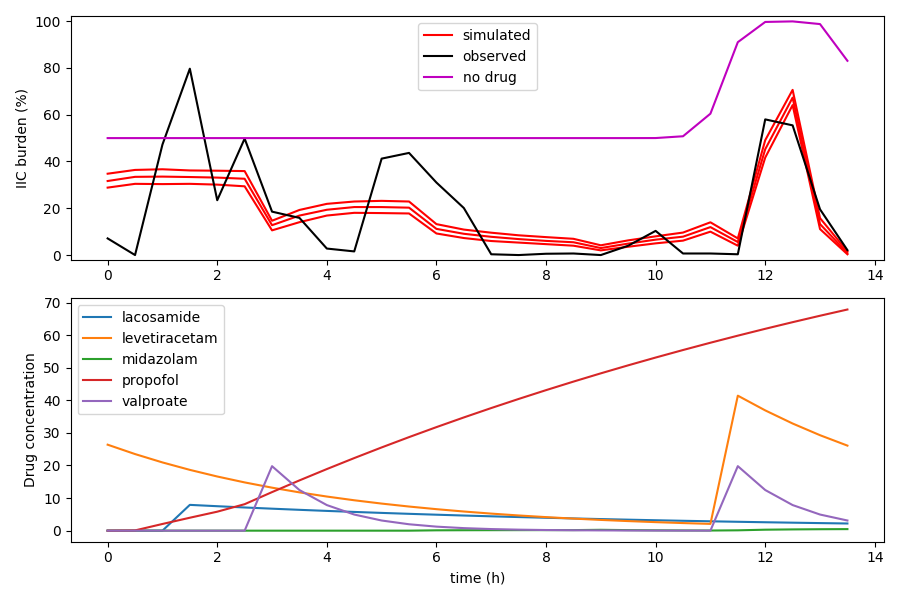 100
80
60
40
20
0
IIC burden (%)
simulated
observed
no drug
0 2 4 6 8 10 12 14
70
60
50
40
30
20
10
0
Drug concentration
lacosamide
levetiracetam
midazolam
propofol
valproate
0 2 4 6 8 10 12 14
time (h)